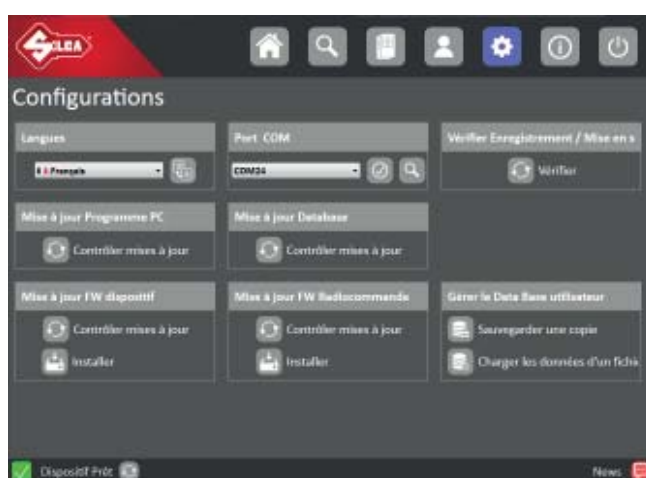 SILCA
Configurations
Langues
Port COM
Vérifier Enregistrement / Mise en s
Français
COM24
Vérifier
Mise à jour Programme PC
Mise à jour Database
Contrôler mises à jour
Contrôler mises à jour
Mise à jour FW dispositif
Mise à jour FW Radiocommande
Gérer le Data Base utilisateur
Contrôler mises à jour
Contrôler mises à jour
Sauvegarder une copie
Installer
Installer
Charger les données d'un fichie
Dispositif Prêt
News